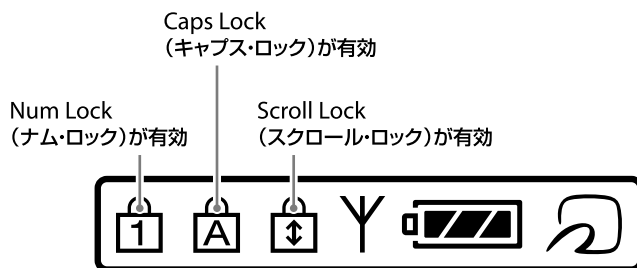 Caps Lock
（キャプス・ロック）が有効
Num Lock
（ナム・ロック）が有効
Scroll Lock
（スクロール・ロック）が有効
1
A